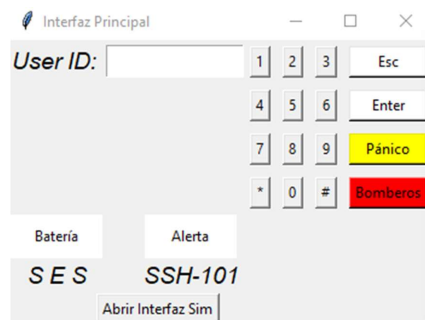 Interfaz Principal
User ID: 1 2 3 Esc
4 5 6 Enter
7 8 9 Pánico
* 0 # Bomberos
Batería Alerta
S E S SSH-101
Abrir Interfaz Sim